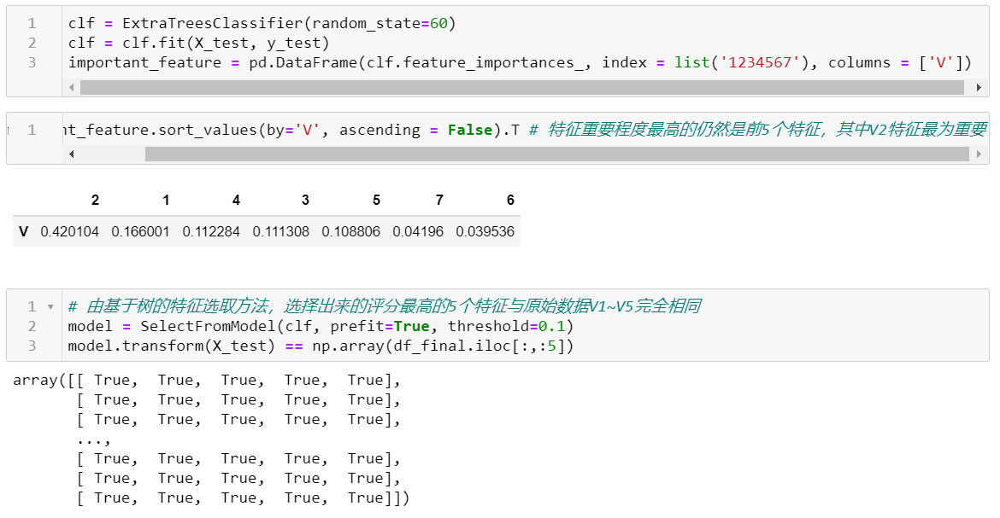 1 clf = ExtraTreesClassifier(random_state=60)
2 clf = clf.fit(X_test, y_test)
3 important_feature = pd.DataFrame(clf.feature_importances_, index = list('1234567'), columns = ['V'])
1 nt_feature.sort_values(by='V', ascending = False).T # 特征重要程度最高的仍然是前5个特征，其中V2特征最为重要
2 1 4 3 5 7 6
V 0.420104 0.166001 0.112284 0.111308 0.108806 0.04196 0.039536
1 # 由基于树的特征选取方法，选择出来的评分最高的5个特征与原始数据V1~V5完全相同
2 model = SelectFromModel(clf, prefit=True, threshold=0.1)
3 model.transform(X_test) == np.array(df_final.iloc[:,:5])
array([[ True, True, True, True, True],
[ True, True, True, True, True],
[ True, True, True, True, True],
...,
[ True, True, True, True, True],
[ True, True, True, True, True],
[ True, True, True, True, True]])